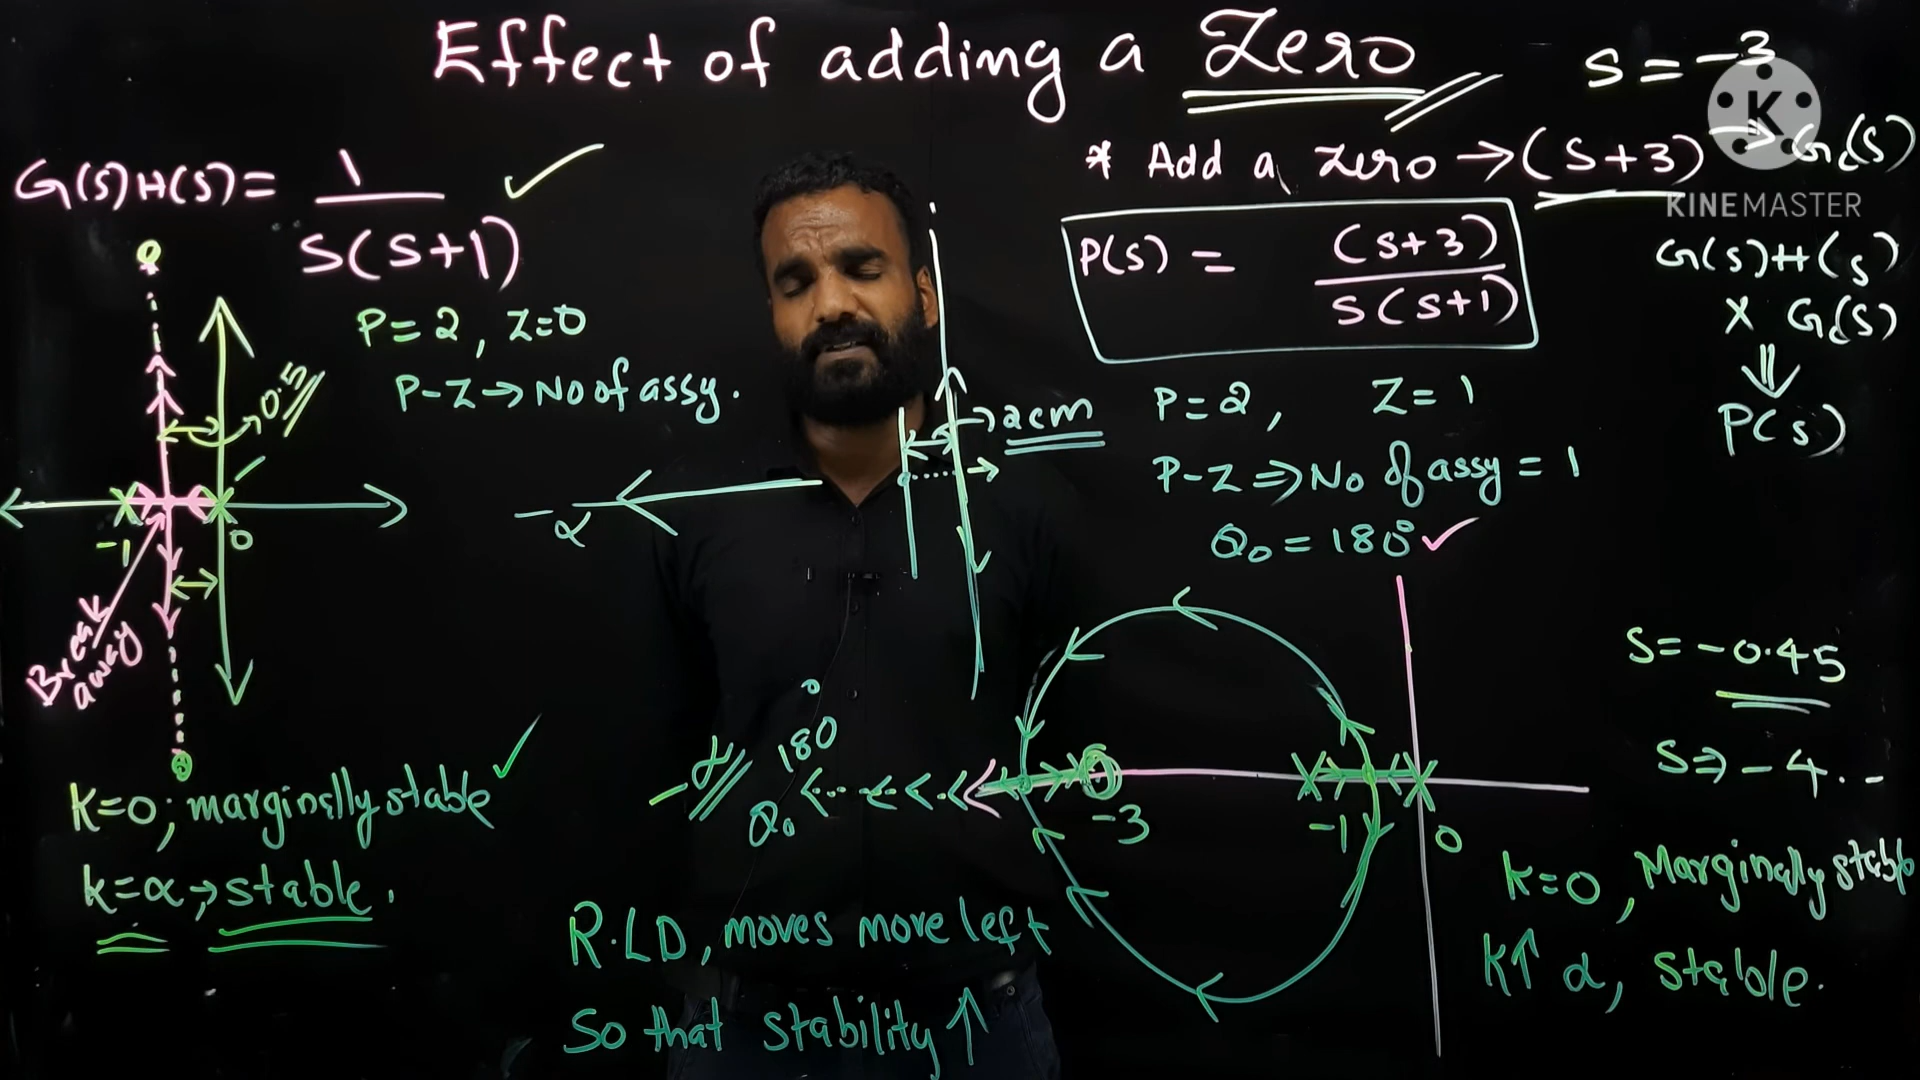 Effect of adding a Zero
S = -3
* Add a zero → (S+3) → Gc(S)
KINEMASTER
G(S)H(S) = 1 / S(S+1) ✓
P = 2, Z=0
P-Z → No of assy.
0.5
-1
0
Break away
K=0; marginally stable ✓
K=α → stable.
P(S) = (S+3) / S(S+1)
G(S)H(S)
X Gc(S)
⇓
P(S)
2cm
-α
P = 2, Z = 1
P-Z ⇒ No of assy = 1
Q0 = 180° ✓
S = -0.45
S ⇒ -4..
-α
180°
Q0
-3
-1
0
K=0, Marginally stable
K↑ α, stable.
R.LD, moves more left
So that stability ↑